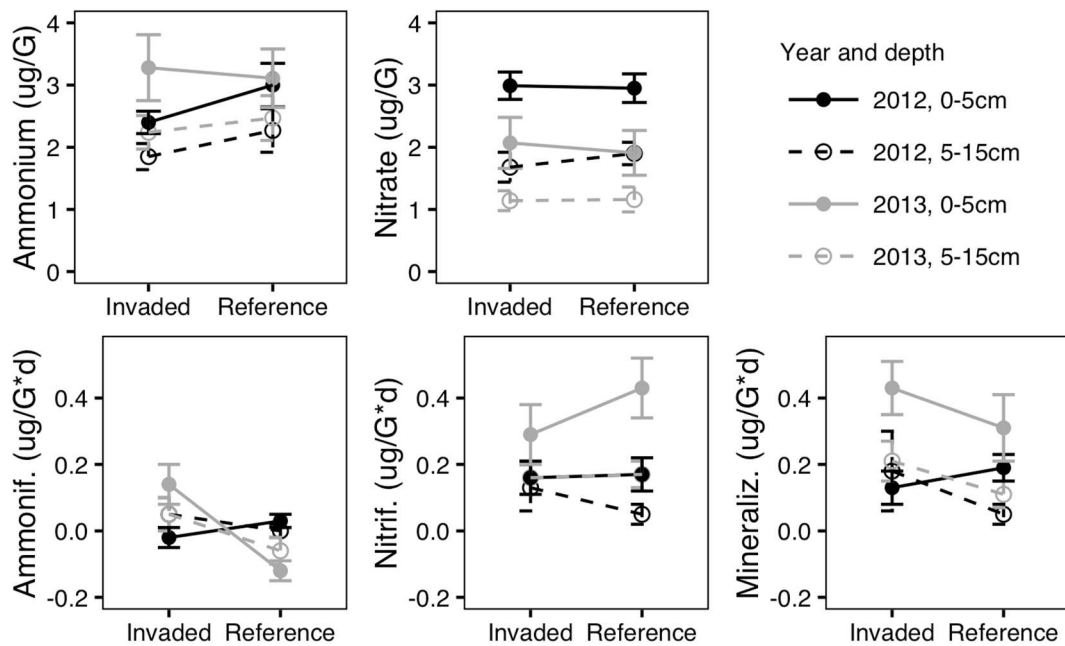 Ammonium (ug/G)
4
3
2
1
0
Invaded
Reference
Nitrate (ug/G)
4
3
2
1
0
Invaded
Reference
Year and depth
2012, 0-5cm
2012, 5-15cm
2013, 0-5cm
2013, 5-15cm
Ammonif. (ug/G*d)
0.4
0.2
0.0
-0.2
Invaded
Reference
Nitrif. (ug/G*d)
0.4
0.2
0.0
-0.2
Invaded
Reference
Mineraliz. (ug/G*d)
0.4
0.2
0.0
-0.2
Invaded
Reference